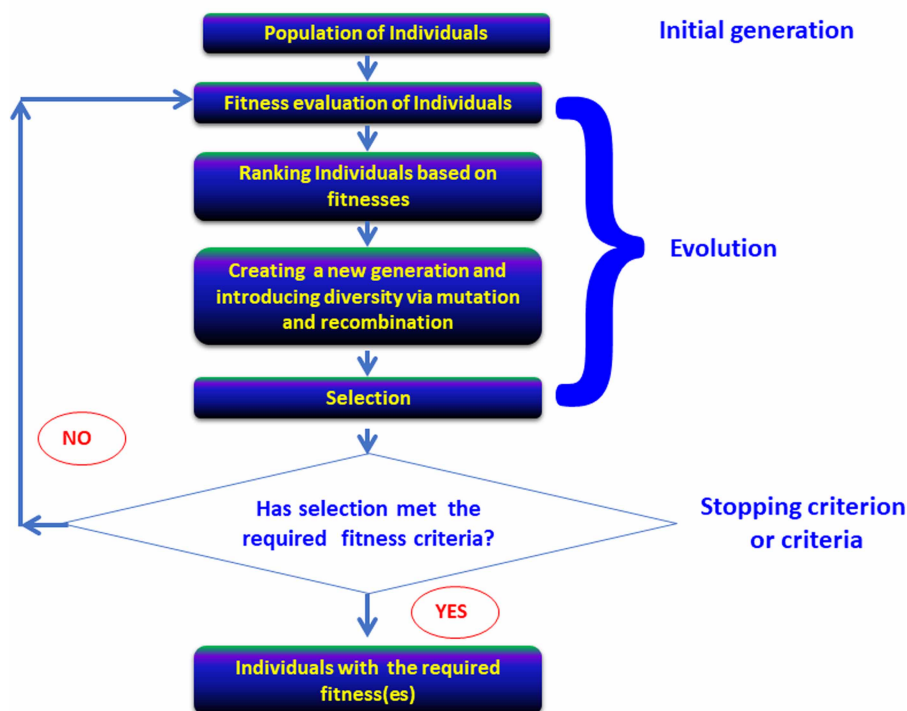 Population of Individuals
Initial generation
Fitness evaluation of Individuals
Ranking Individuals based on
fitnesses
Evolution
Creating a new generation and
introducing diversity via mutation
and recombination
Selection
NO
Has selection met the
required fitness criteria?
Stopping criterion
or criteria
YES
Individuals with the required
fitness(es)